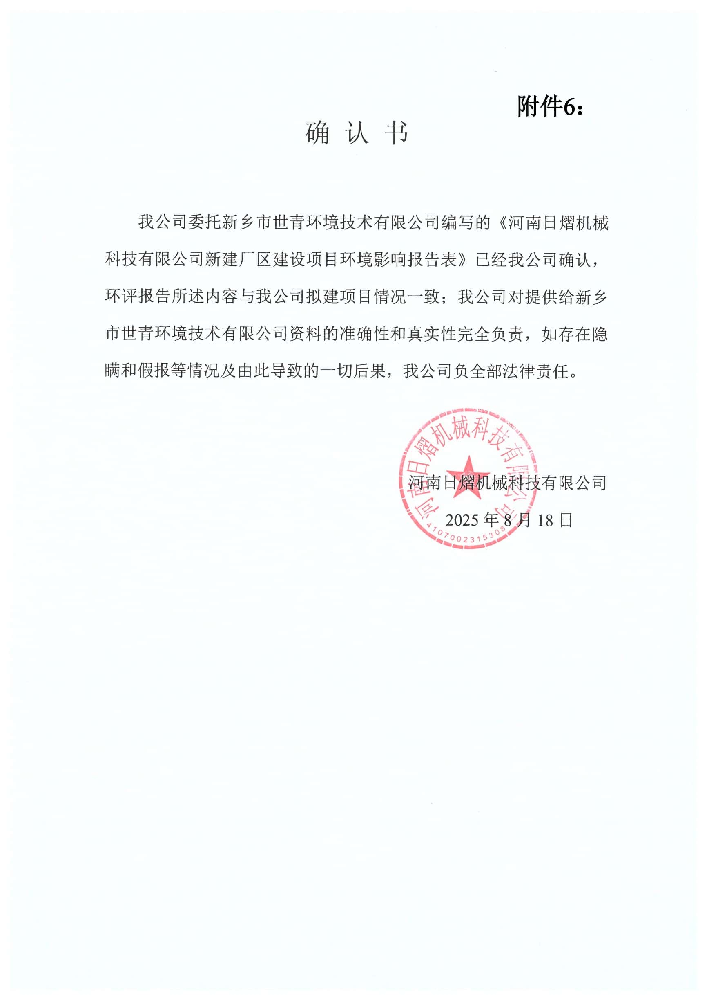 附件6：
确 认 书
我公司委托新乡市世青环境技术有限公司编写的《河南日熠机械
科技有限公司新建厂区建设项目环境影响报告表》已经我公司确认，
环评报告所述内容与我公司拟建项目情况一致；我公司对提供给新乡
市世青环境技术有限公司资料的准确性和真实性完全负责，如存在隐
瞒和假报等情况及由此导致的一切后果，我公司负全部法律责任。
河南日熠机械科技有限公司
河南日熠机械科技有限公司
2025 年 8 月 18 日
4107002315308